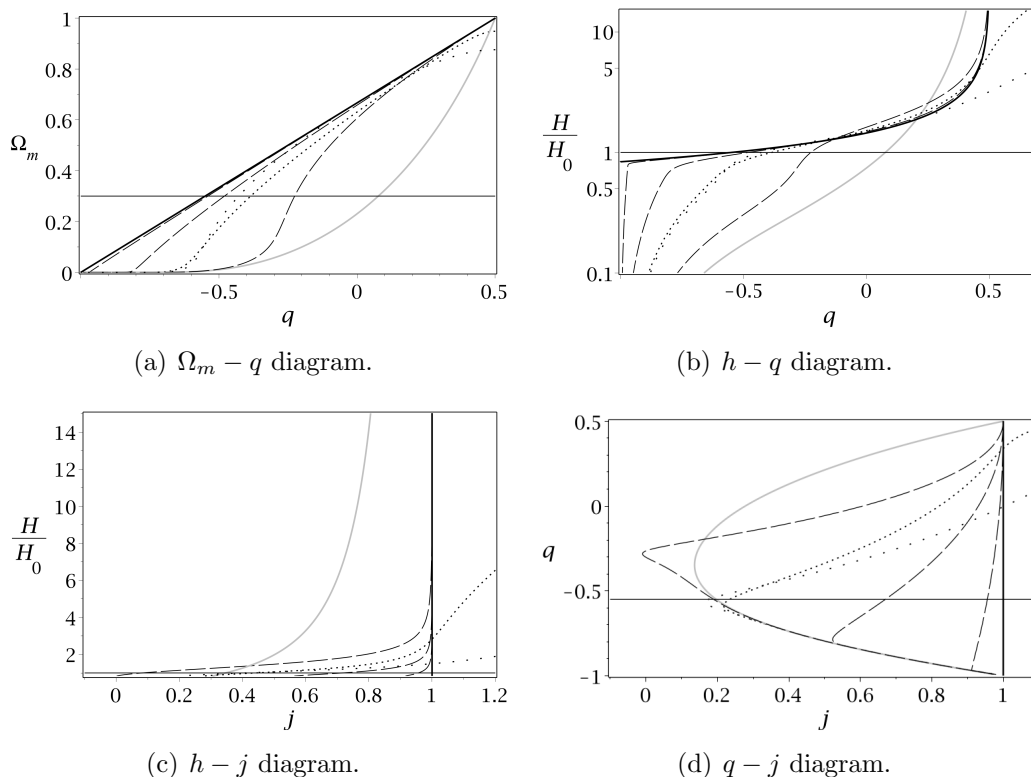 1
0.8
Ω_m
0.6
0.4
0.2
0
−0.5
0
0.5
q
(a) Ω_m − q diagram.
10
5
H
H_0
1
0.5
0.1
−0.5
0
0.5
q
(b) h − q diagram.
14
12
10
H
H_0
8
6
4
2
0
0.2
0.4
0.6
0.8
1
1.2
j
(c) h − j diagram.
0.5
0
q
−0.5
−1
0
0.2
0.4
0.6
0.8
1
j
(d) q − j diagram.